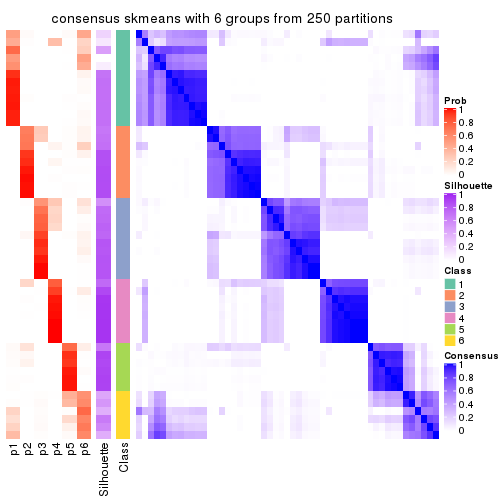 consensus skmeans with 6 groups from 250 partitions
Prob
1
0.8
0.6
0.4
0.2
0
Silhouette
1
0.8
0.6
0.4
0.2
0
Class
1
2
3
4
5
6
Consensus
1
0.8
0.6
0.4
0.2
0
p1
p2
p3
p4
p5
p6
Silhouette
Class